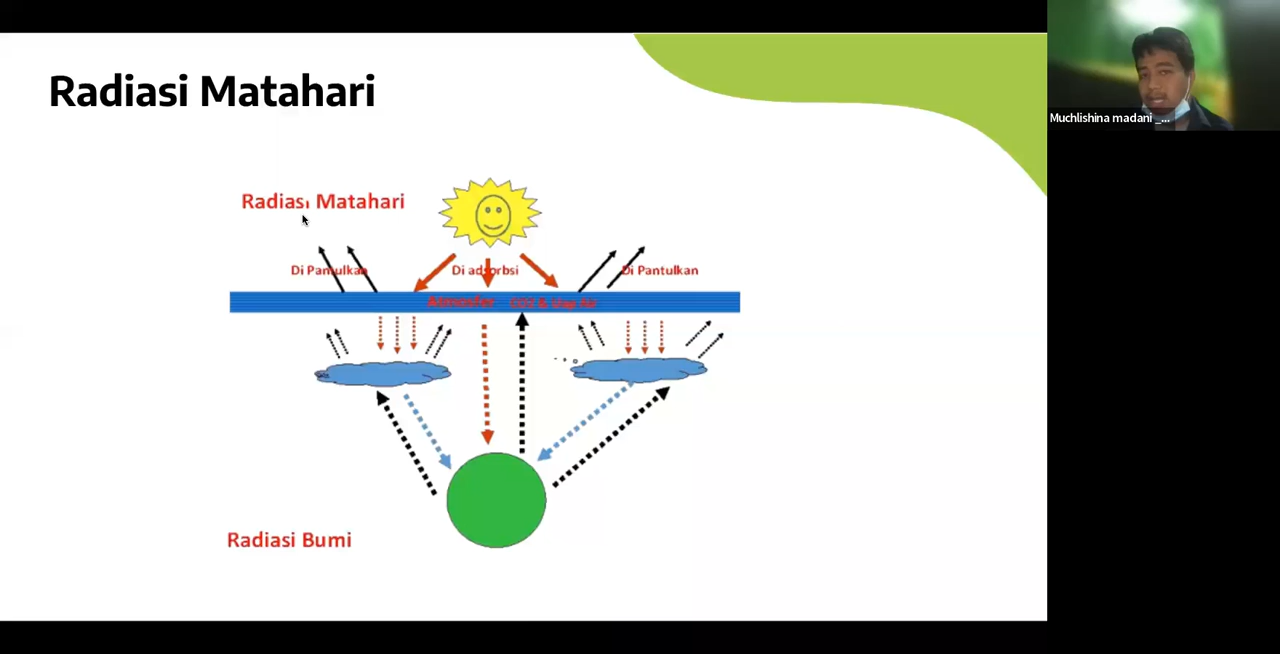 Radiasi Matahari
Muchlishina madani _...
Radiasi Matahari
Di Pantulkan
Di adsorbsi
Di Pantulkan
Atmosfer CO2 & Uap Air
Radiasi Bumi